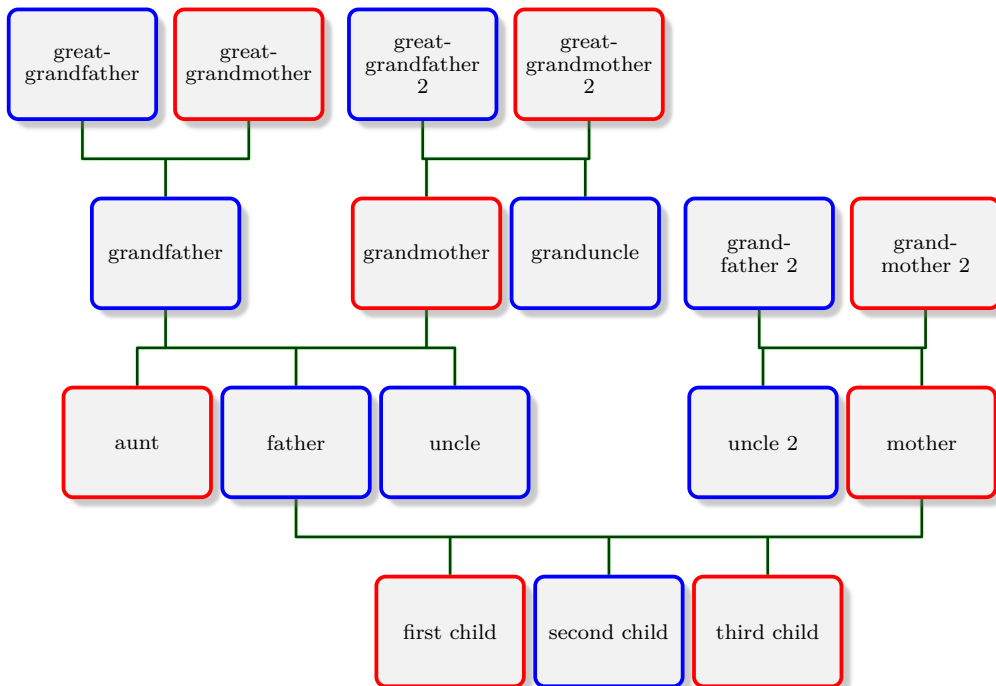 great-
grandfather
great-
grandmother
great-
grandfather
2
great-
grandmother
2
grandfather
grandmother
granduncle
grand-
father 2
grand-
mother 2
aunt
father
uncle
uncle 2
mother
first child
second child
third child